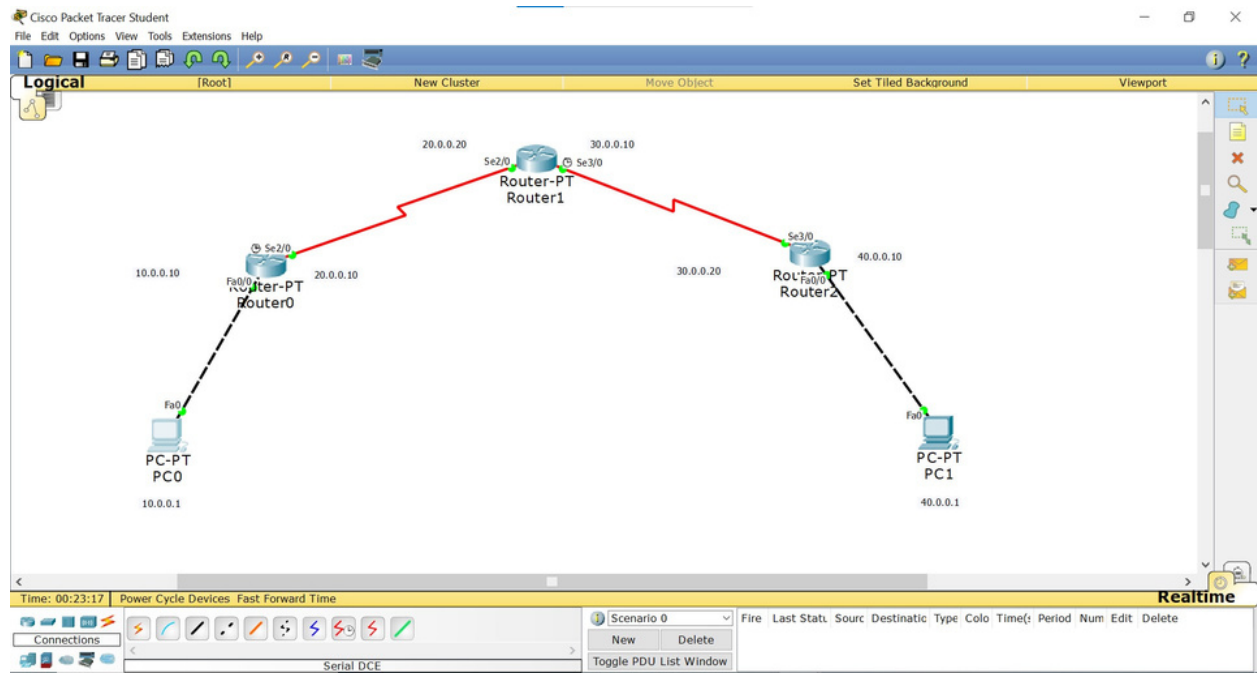 Cisco Packet Tracer Student
File Edit Options View Tools Extensions Help
Logical [Root] New Cluster Move Object Set Tiled Background Viewport
20.0.0.20 30.0.0.10
Se2/0 Se3/0
Router-PT
Router1
Se3/0
Se2/0
40.0.0.10
10.0.0.10 20.0.0.10 30.0.0.20
Fa0/0 Router-PT
Router0
Router-PT
Fa0/0
Router2
Fa0
PC-PT
PC0
10.0.0.1
Fa0
PC-PT
PC1
40.0.0.1
Time: 00:23:17 Power Cycle Devices Fast Forward Time Realtime
Scenario 0 Fire Last Statu Sourc Destinatic Type Colo Time(s Period Num Edit Delete
Connections New Delete
Serial DCE Toggle PDU List Window